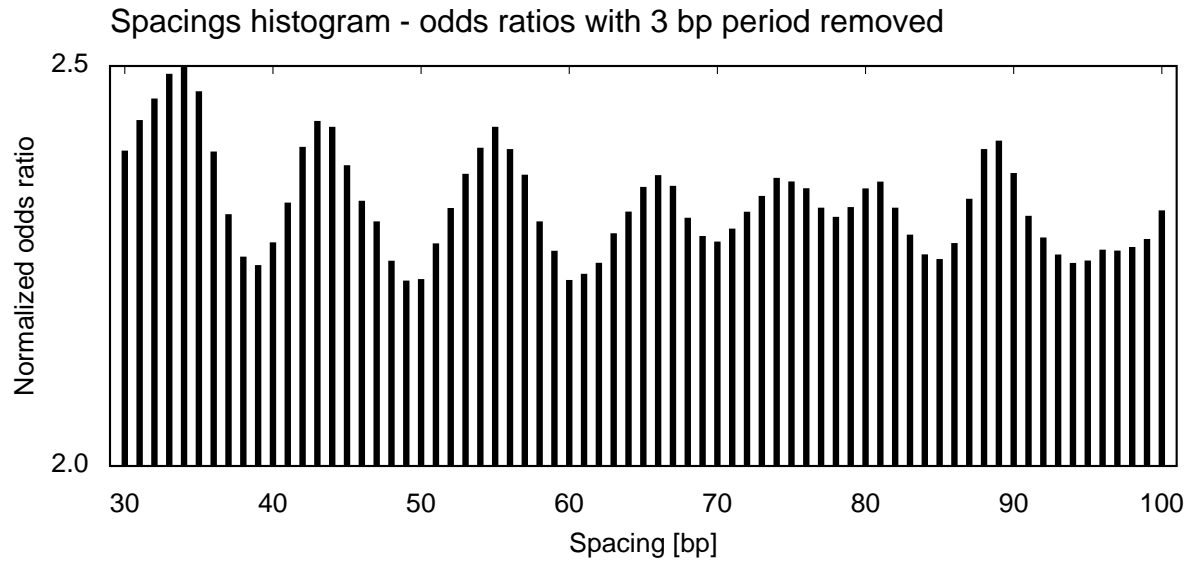 Spacings histogram - odds ratios with 3 bp period removed
2.5
Normalized odds ratio
2.0
30 40 50 60 70 80 90 100
Spacing [bp]